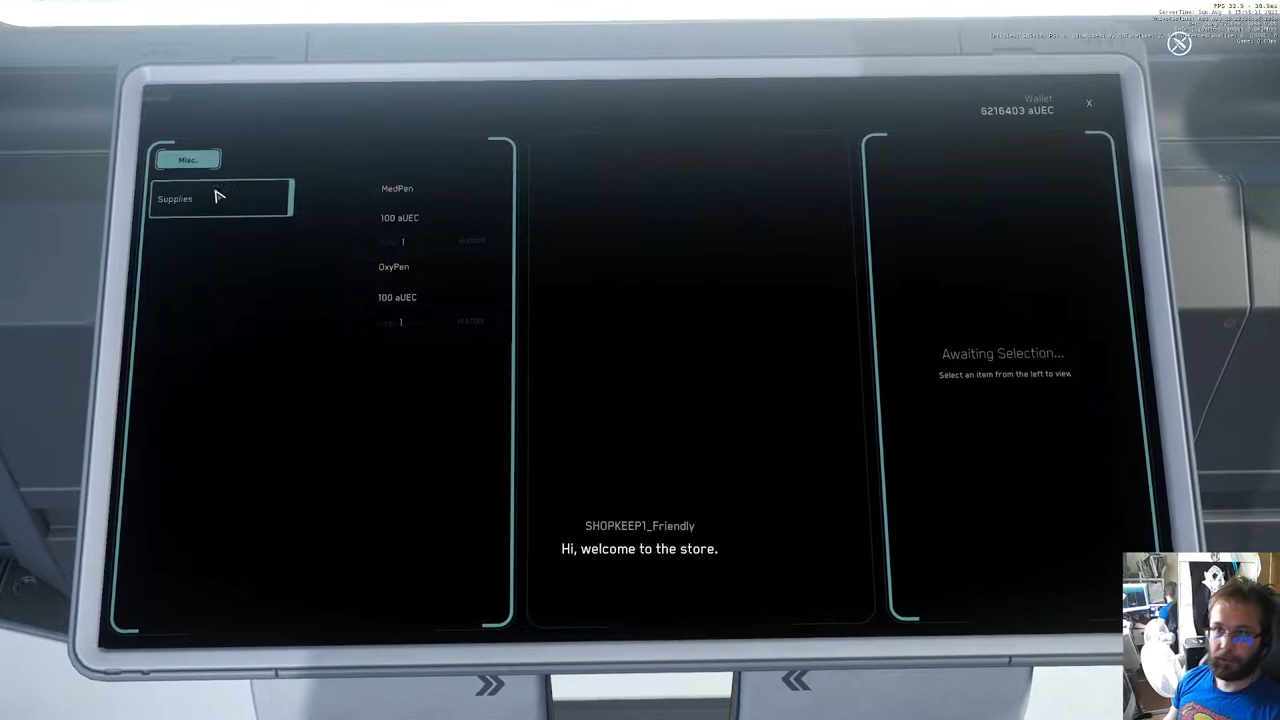 Wallet
6216403 aUEC
X
Misc.
Supplies
MedPen
100 aUEC
1
OxyPen
100 aUEC
1
Awaiting Selection...
Select an item from the left to view.
SHOPKEEP1_Friendly
Hi, welcome to the store.